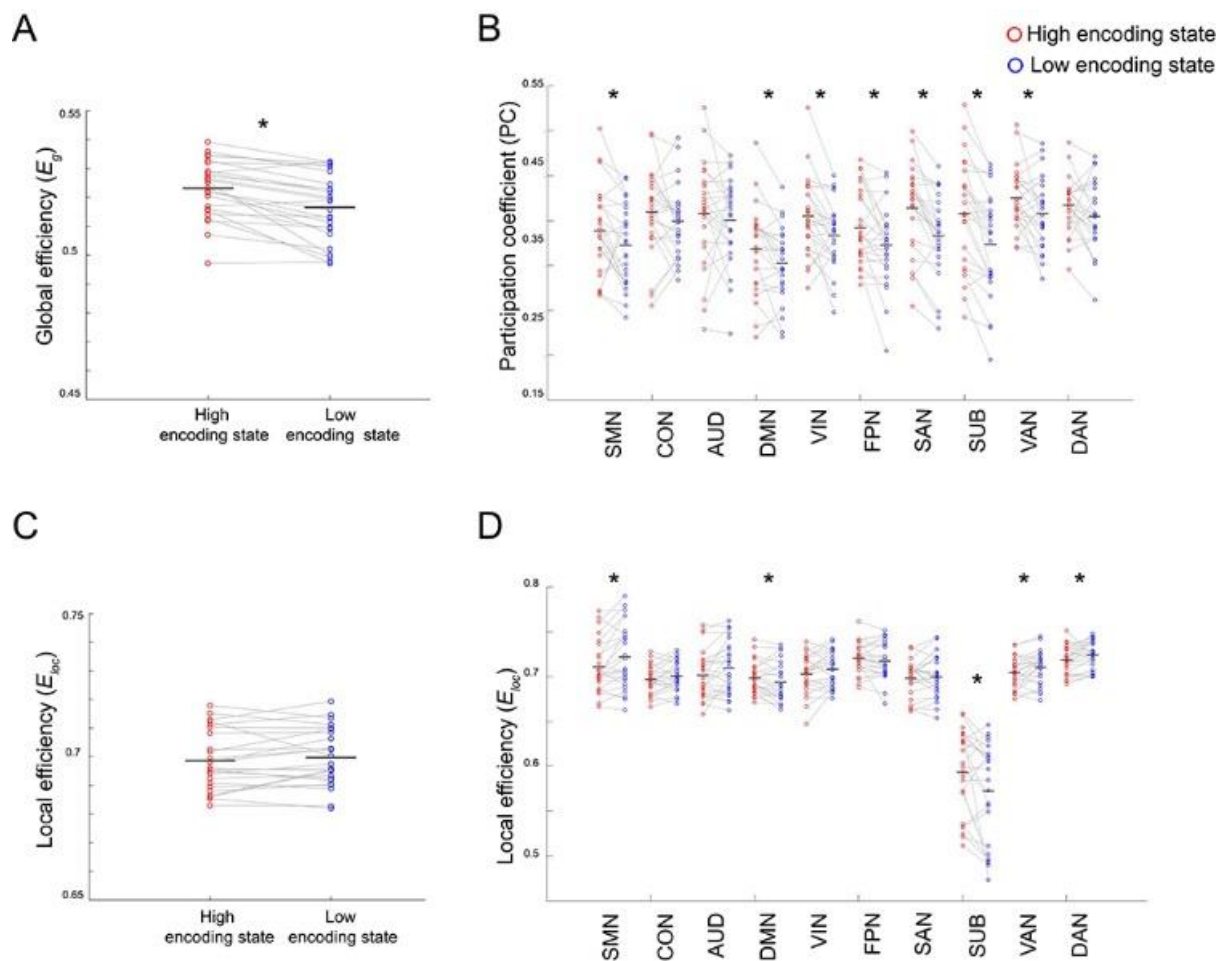 A
B
High encoding state
Low encoding state
*
* * * * * * *
Global efficiency (Eg)
0.55
0.5
0.45
High
encoding state
Low
encoding state
Participation coefficient (PC)
0.55
0.45
0.35
0.25
0.15
SMN
CON
AUD
DMN
VIN
FPN
SAN
SUB
VAN
DAN
C
D
Local efficiency (Eloc)
0.75
0.7
0.65
High
encoding state
Low
encoding state
Local efficiency (Eloc)
* * * * *
0.8
0.7
0.6
0.5
SMN
CON
AUD
DMN
VIN
FPN
SAN
SUB
VAN
DAN